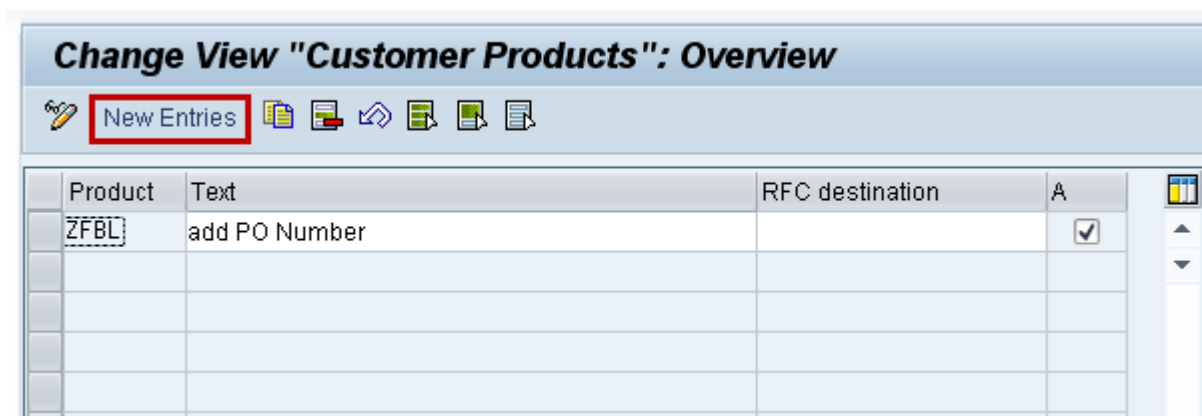 Change View "Customer Products": Overview
New Entries
Product Text RFC destination A
ZFBL add PO Number